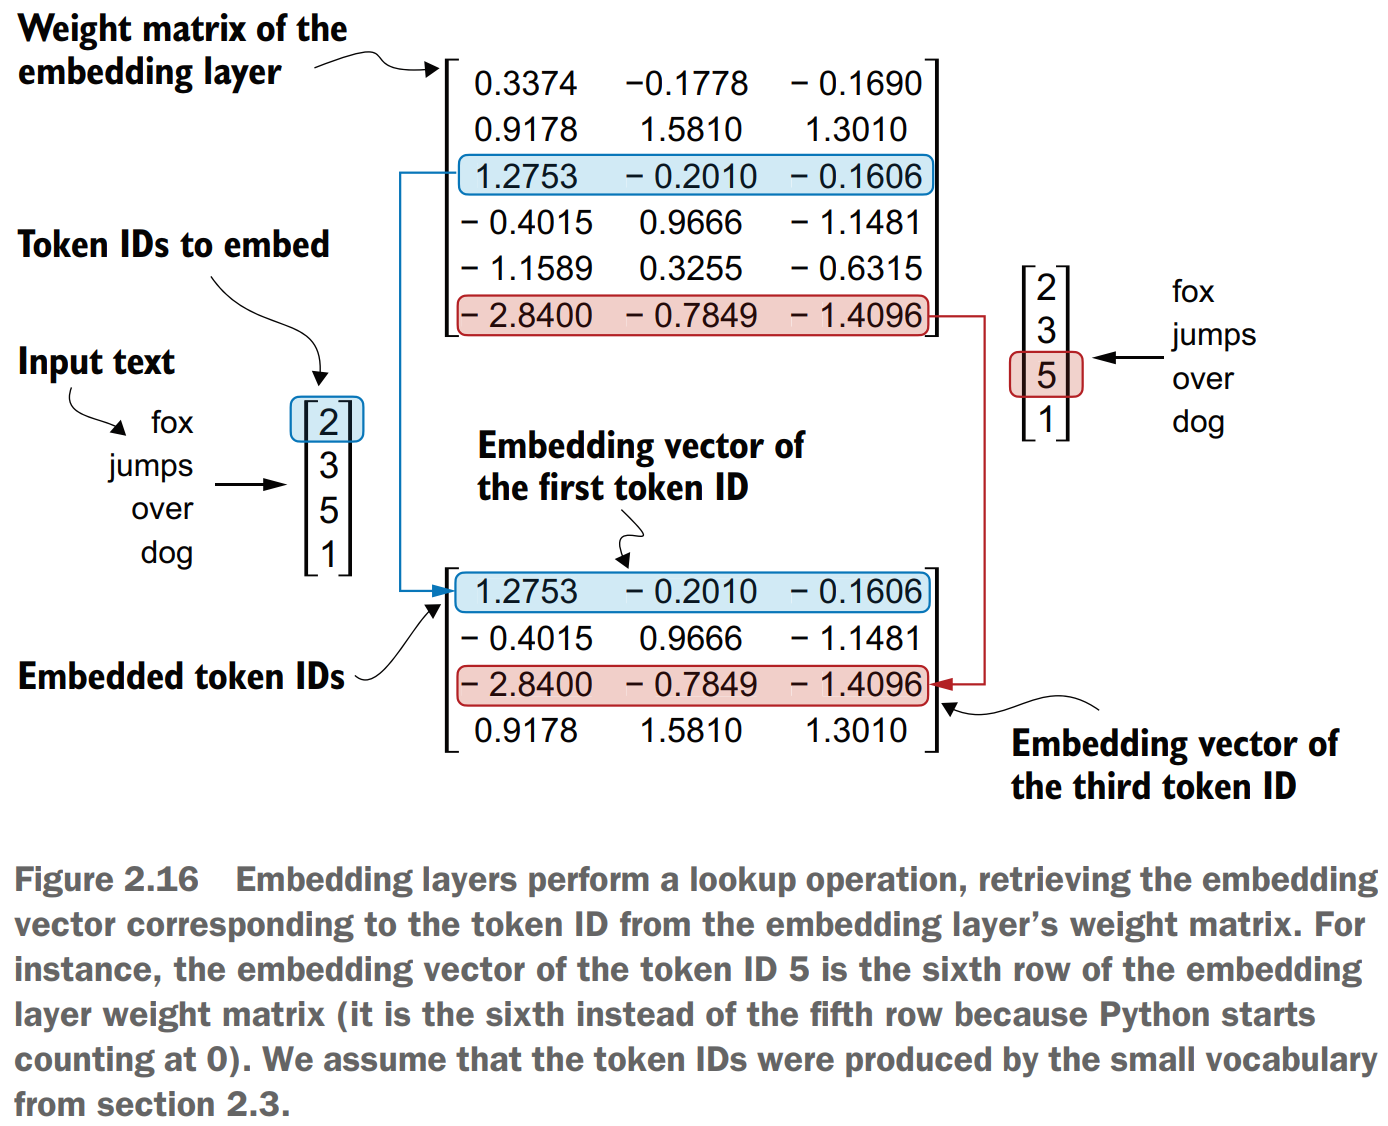 Weight matrix of the
embedding layer
0.3374 −0.1778 − 0.1690
0.9178 1.5810 1.3010
1.2753 − 0.2010 − 0.1606
− 0.4015 0.9666 − 1.1481
− 1.1589 0.3255 − 0.6315
− 2.8400 − 0.7849 − 1.4096
Token IDs to embed
Input text
fox
jumps
over
dog
2
3
5
1
2
3
5
1
fox
jumps
over
dog
Embedding vector of
the first token ID
1.2753 − 0.2010 − 0.1606
− 0.4015 0.9666 − 1.1481
− 2.8400 − 0.7849 − 1.4096
0.9178 1.5810 1.3010
Embedded token IDs
Embedding vector of
the third token ID
Figure 2.16 Embedding layers perform a lookup operation, retrieving the embedding
vector corresponding to the token ID from the embedding layer’s weight matrix. For
instance, the embedding vector of the token ID 5 is the sixth row of the embedding
layer weight matrix (it is the sixth instead of the fifth row because Python starts
counting at 0). We assume that the token IDs were produced by the small vocabulary
from section 2.3.